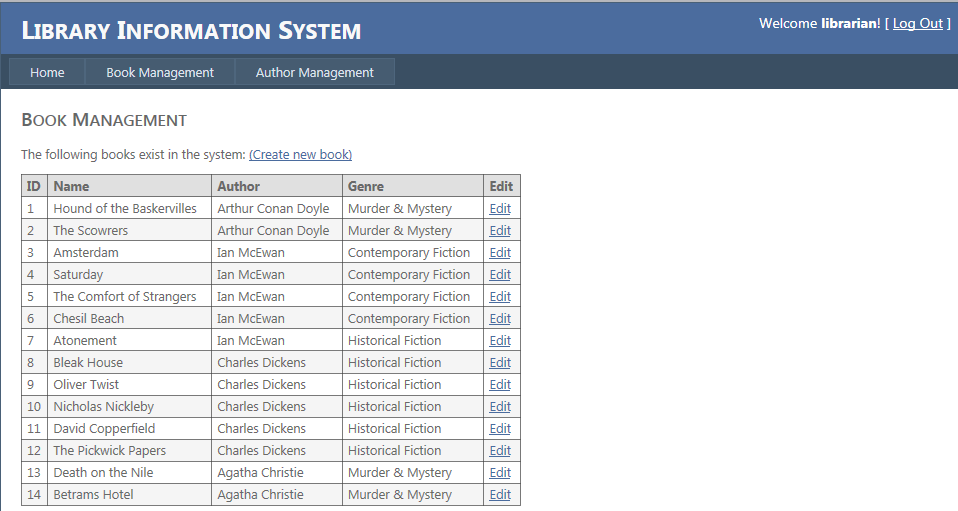 LIBRARY INFORMATION SYSTEM
Welcome librarian! [ Log Out ]
Home Book Management Author Management
BOOK MANAGEMENT
The following books exist in the system: (Create new book)
ID Name Author Genre Edit
1 Hound of the Baskervilles Arthur Conan Doyle Murder & Mystery Edit
2 The Scowrers Arthur Conan Doyle Murder & Mystery Edit
3 Amsterdam Ian McEwan Contemporary Fiction Edit
4 Saturday Ian McEwan Contemporary Fiction Edit
5 The Comfort of Strangers Ian McEwan Contemporary Fiction Edit
6 Chesil Beach Ian McEwan Contemporary Fiction Edit
7 Atonement Ian McEwan Historical Fiction Edit
8 Bleak House Charles Dickens Historical Fiction Edit
9 Oliver Twist Charles Dickens Historical Fiction Edit
10 Nicholas Nickleby Charles Dickens Historical Fiction Edit
11 David Copperfield Charles Dickens Historical Fiction Edit
12 The Pickwick Papers Charles Dickens Historical Fiction Edit
13 Death on the Nile Agatha Christie Murder & Mystery Edit
14 Betrams Hotel Agatha Christie Murder & Mystery Edit